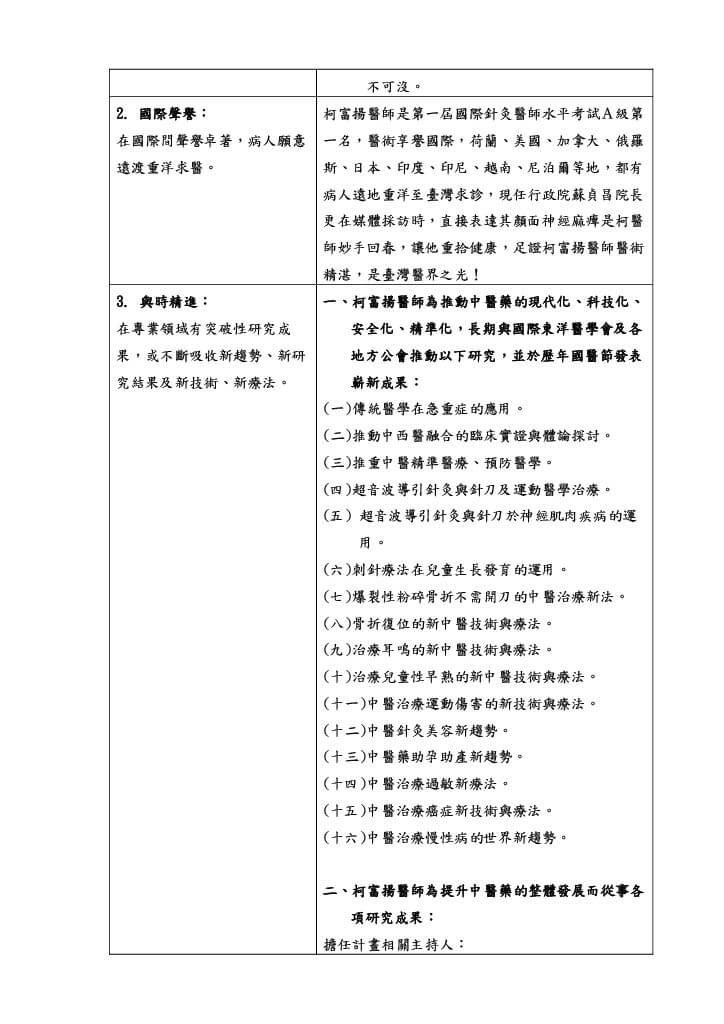 不可沒。
2. 國際聲譽：
在國際間聲譽卓著，病人願意
遠渡重洋求醫。
柯富揚醫師是第一屆國際針灸醫師水平考試A級第
一名，醫術享譽國際，荷蘭、美國、加拿大、俄羅
斯、日本、印度、印尼、越南、尼泊爾等地，都有
病人遠地重洋至臺灣求診，現任行政院蘇貞昌院長
更在媒體採訪時，直接表達其顏面神經麻痺是柯醫
師妙手回春，讓他重拾健康，足證柯富揚醫師醫術
精湛，是臺灣醫界之光！
3. 與時精進：
在專業領域有突破性研究成
果，或不斷吸收新趨勢、新研
究結果及新技術、新療法。
一、柯富揚醫師為推動中醫藥的現代化、科技化、
安全化、精準化，長期與國際東洋醫學會及各
地方公會推動以下研究，並於歷年國醫節發表
嶄新成果：
(一)傳統醫學在急重症的應用。
(二)推動中西醫融合的臨床實證與體論探討。
(三)推重中醫精準醫療、預防醫學。
(四)超音波導引針灸與針刀及運動醫學治療。
(五) 超音波導引針灸與針刀於神經肌肉疾病的運
用。
(六)刺針療法在兒童生長發育的運用。
(七)爆裂性粉碎骨折不需開刀的中醫治療新法。
(八)骨折復位的新中醫技術與療法。
(九)治療耳鳴的新中醫技術與療法。
(十)治療兒童性早熟的新中醫技術與療法。
(十一)中醫治療運動傷害的新技術與療法。
(十二)中醫針灸美容新趨勢。
(十三)中醫藥助孕助產新趨勢。
(十四)中醫治療過敏新療法。
(十五)中醫治療癌症新技術與療法。
(十六)中醫治療慢性病的世界新趨勢。
二、柯富揚醫師為提升中醫藥的整體發展而從事各
項研究成果：
擔任計畫相關主持人：